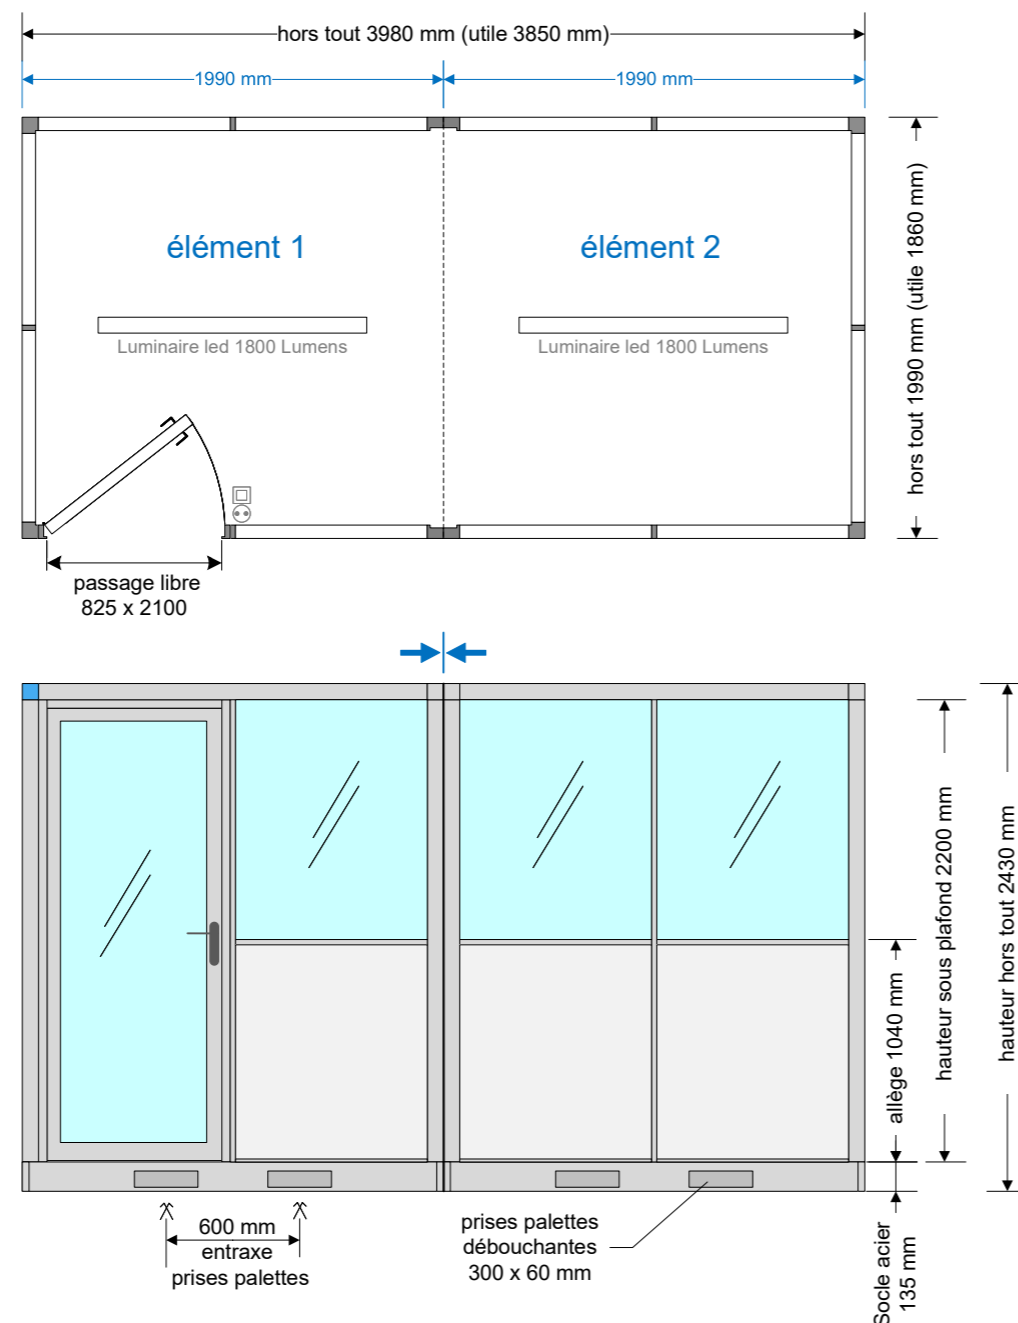 hors tout 3980 mm (utile 3850 mm)
1990 mm
1990 mm
élément 1
élément 2
Luminaire led 1800 Lumens
Luminaire led 1800 Lumens
hors tout 1990 mm (utile 1860 mm)
passage libre
825 x 2100
allège 1040 mm
hauteur sous plafond 2200 mm
hauteur hors tout 2430 mm
600 mm
entraxe
prises palettes
prises palettes
débouchantes
300 x 60 mm
Socle acier
135 mm